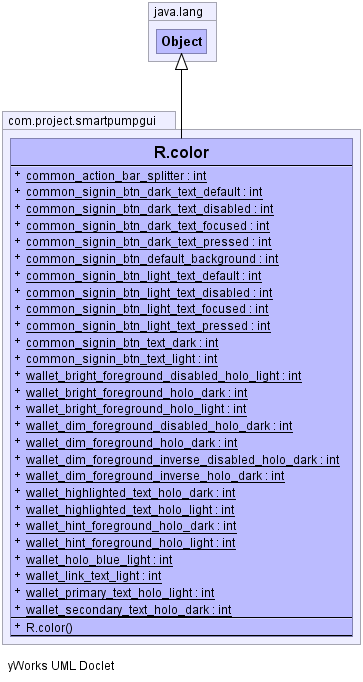 java.lang
Object
com.project.smartpumpgui
R.color
+ common_action_bar_splitter : int
+ common_signin_btn_dark_text_default : int
+ common_signin_btn_dark_text_disabled : int
+ common_signin_btn_dark_text_focused : int
+ common_signin_btn_dark_text_pressed : int
+ common_signin_btn_default_background : int
+ common_signin_btn_light_text_default : int
+ common_signin_btn_light_text_disabled : int
+ common_signin_btn_light_text_focused : int
+ common_signin_btn_light_text_pressed : int
+ common_signin_btn_text_dark : int
+ common_signin_btn_text_light : int
+ wallet_bright_foreground_disabled_holo_light : int
+ wallet_bright_foreground_holo_dark : int
+ wallet_bright_foreground_holo_light : int
+ wallet_dim_foreground_disabled_holo_dark : int
+ wallet_dim_foreground_holo_dark : int
+ wallet_dim_foreground_inverse_disabled_holo_dark : int
+ wallet_dim_foreground_inverse_holo_dark : int
+ wallet_highlighted_text_holo_dark : int
+ wallet_highlighted_text_holo_light : int
+ wallet_hint_foreground_holo_dark : int
+ wallet_hint_foreground_holo_light : int
+ wallet_holo_blue_light : int
+ wallet_link_text_light : int
+ wallet_primary_text_holo_light : int
+ wallet_secondary_text_holo_dark : int
+ R.color()
yWorks UML Doclet